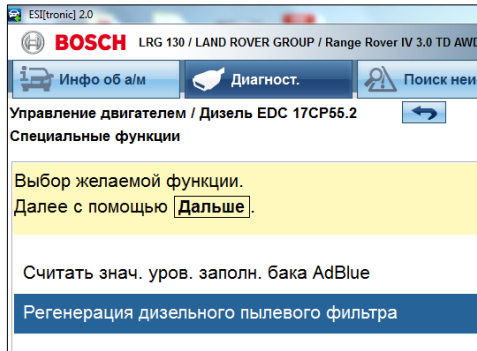 ESI[tronic] 2.0
BOSCH LRG 130 / LAND ROVER GROUP / Range Rover IV 3.0 TD AWD
Инфо об а/м Диагност. Поиск неи
Управление двигателем / Дизель EDC 17CP55.2
Специальные функции
Выбор желаемой функции.
Далее с помощью Дальше.
Считать знач. уров. заполн. бака AdBlue
Регенерация дизельного пылевого фильтра